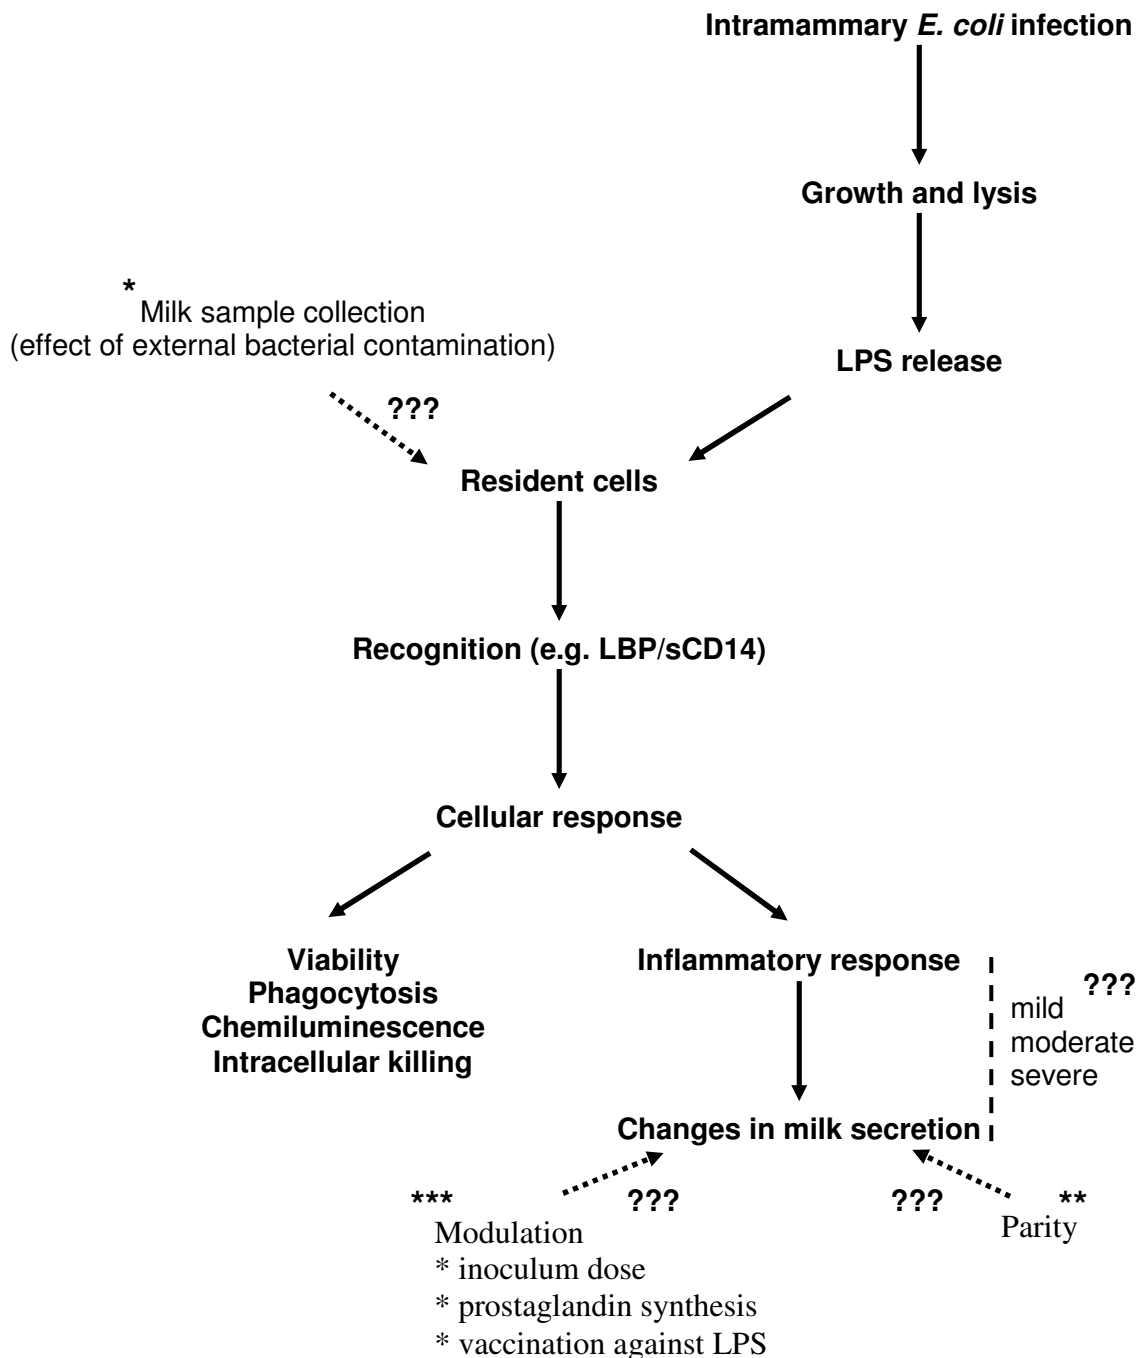 Intramammary E. coli infection
Growth and lysis
*
Milk sample collection
(effect of external bacterial contamination)
LPS release
???
Resident cells
Recognition (e.g. LBP/sCD14)
Cellular response
Viability
Phagocytosis
Chemiluminescence
Intracellular killing
Inflammatory response
???
mild
moderate
severe
Changes in milk secretion
***
???
???
**
Modulation
* inoculum dose
* prostaglandin synthesis
* vaccination against LPS
Parity